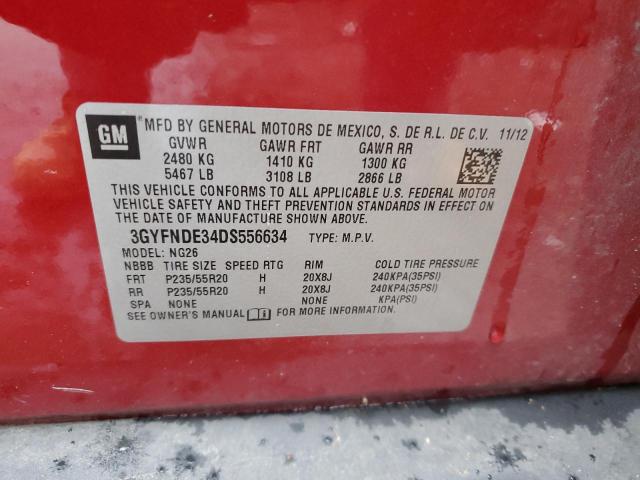 GM
®MFD BY GENERAL MOTORS DE MEXICO, S. DE R.L. DE C.V. 11/12
GVWR GAWR FRT GAWR RR
2480 KG 1410 KG 1300 KG
5467 LB 3108 LB 2866 LB
THIS VEHICLE CONFORMS TO ALL APPLICABLE U.S. FEDERAL MOTOR
VEHICLE SAFETY AND THEFT PREVENTION STANDARDS IN EFFECT ON
THE DATE OF MANUFACTURE SHOWN ABOVE.
3GYFNDE34DS556634 TYPE: M.P.V.
MODEL: NG26
NBBB TIRE SIZE SPEED RTG RIM COLD TIRE PRESSURE
FRT P235/55R20 H 20X8J 240KPA(35PSI)
RR P235/55R20 H 20X8J 240KPA(35PSI)
SPA NONE NONE KPA(PSI)
SEE OWNER'S MANUAL FOR MORE INFORMATION